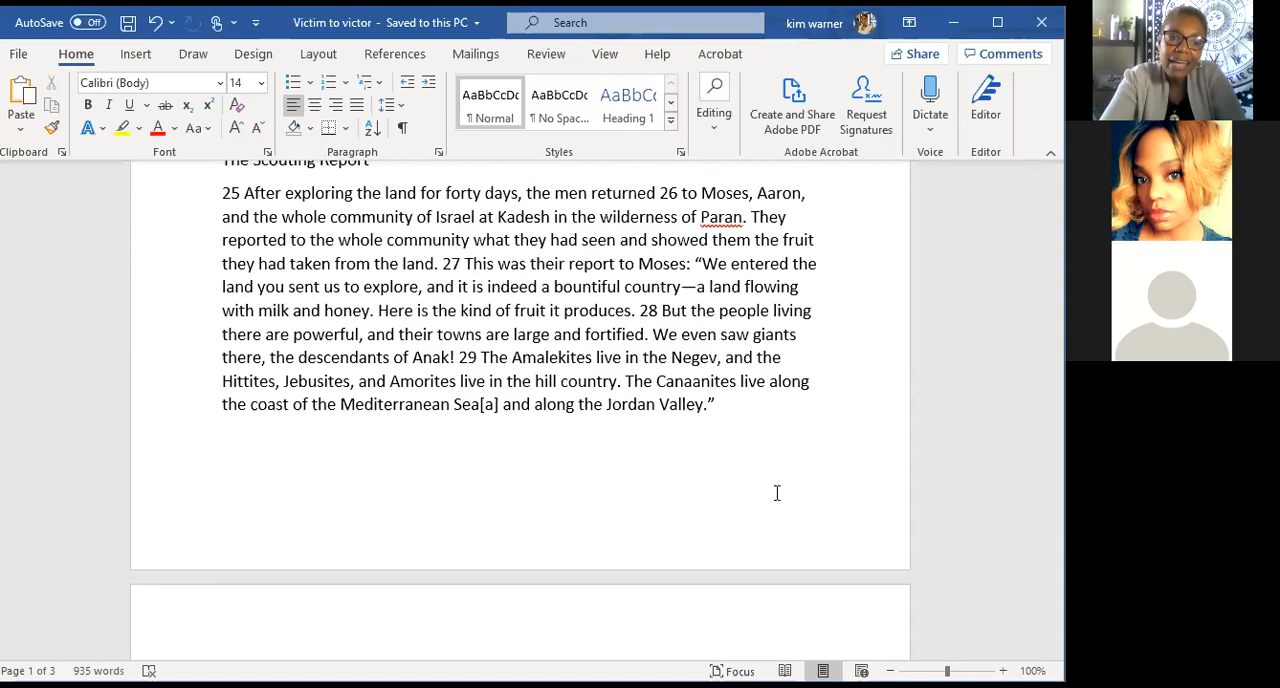 AutoSave Off Victim to victor - Saved to this PC Search kim warner
File Home Insert Draw Design Layout References Mailings Review View Help Acrobat Share Comments
Calibri (Body) 14
Paste
B I U ab x₂ x²
A A Aa A A
AaBbCcDc AaBbCcDc AaBbCc
¶ Normal ¶ No Spac... Heading 1
Editing
Create and Share Adobe PDF
Request Signatures
Dictate
Editor
Clipboard Font Paragraph Styles Adobe Acrobat Voice Editor
The Scouting Report
25 After exploring the land for forty days, the men returned 26 to Moses, Aaron,
and the whole community of Israel at Kadesh in the wilderness of Paran. They
reported to the whole community what they had seen and showed them the fruit
they had taken from the land. 27 This was their report to Moses: “We entered the
land you sent us to explore, and it is indeed a bountiful country—a land flowing
with milk and honey. Here is the kind of fruit it produces. 28 But the people living
there are powerful, and their towns are large and fortified. We even saw giants
there, the descendants of Anak! 29 The Amalekites live in the Negev, and the
Hittites, Jebusites, and Amorites live in the hill country. The Canaanites live along
the coast of the Mediterranean Sea[a] and along the Jordan Valley.”
Page 1 of 3 935 words Focus 100%